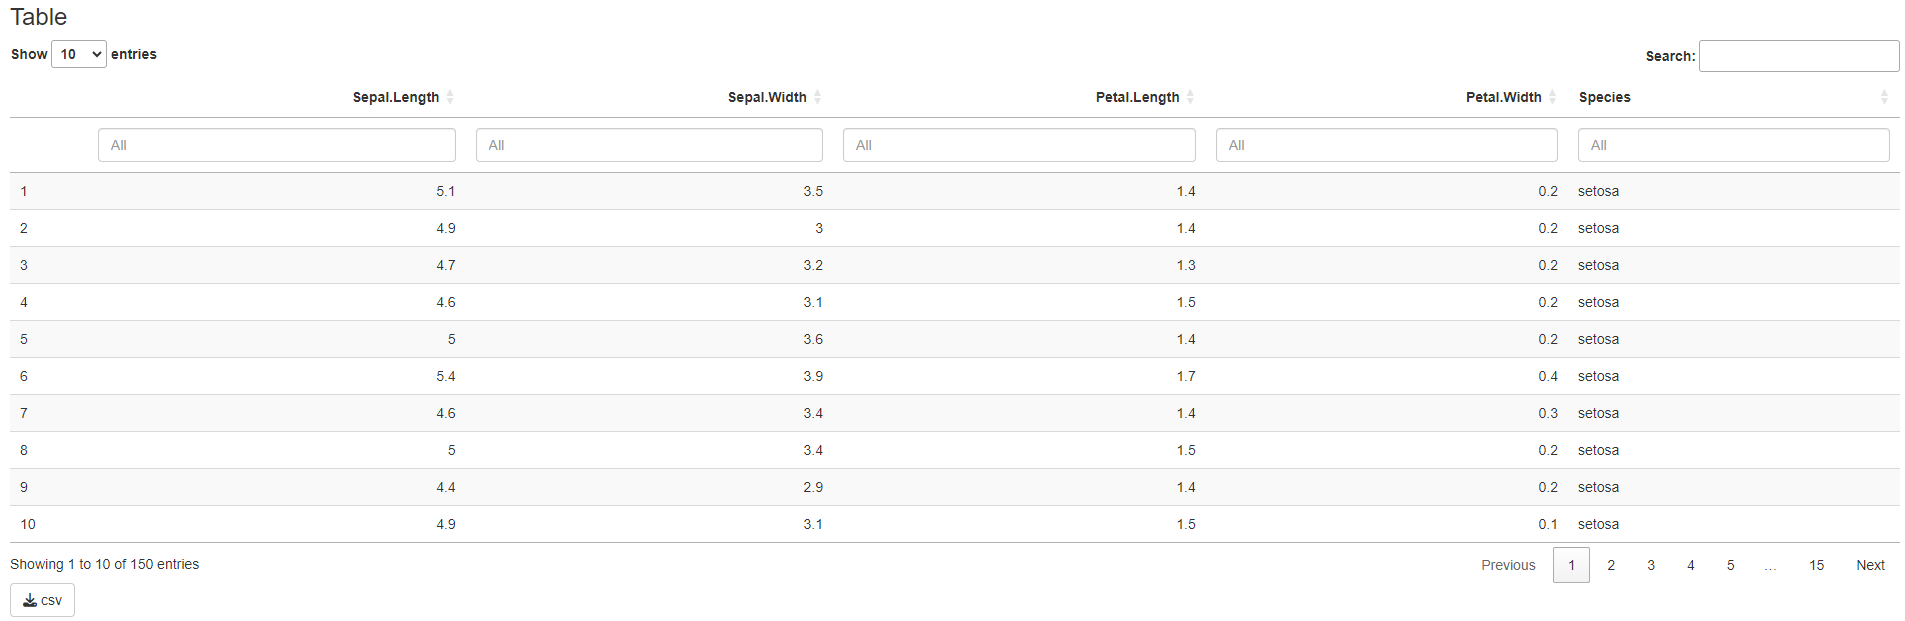 Table
Show 10 entries Search:
Sepal.Length Sepal.Width Petal.Length Petal.Width Species
All All All All All
1 5.1 3.5 1.4 0.2 setosa
2 4.9 3 1.4 0.2 setosa
3 4.7 3.2 1.3 0.2 setosa
4 4.6 3.1 1.5 0.2 setosa
5 5 3.6 1.4 0.2 setosa
6 5.4 3.9 1.7 0.4 setosa
7 4.6 3.4 1.4 0.3 setosa
8 5 3.4 1.5 0.2 setosa
9 4.4 2.9 1.4 0.2 setosa
10 4.9 3.1 1.5 0.1 setosa
Showing 1 to 10 of 150 entries Previous 1 2 3 4 5 … 15 Next
csv